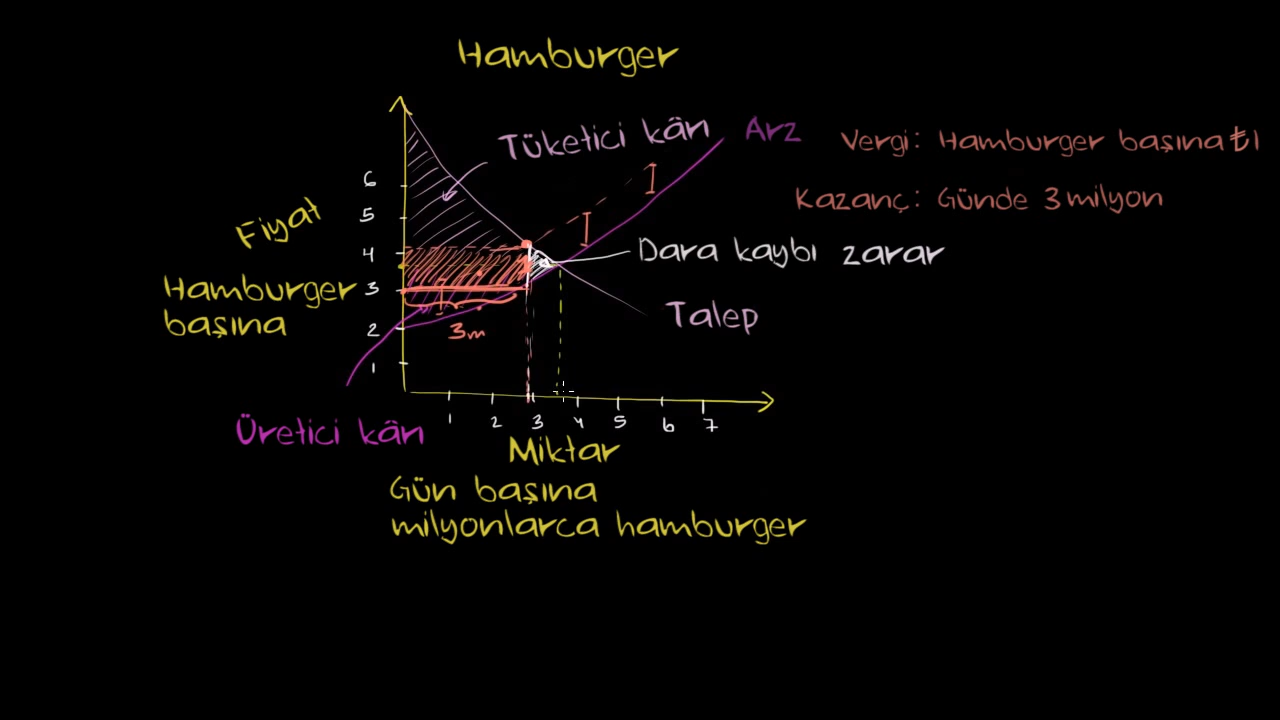 Hamburger
Tüketici kân
Arz
Vergi: Hamburger başına ₺1
Kazanç: Günde 3 milyon
Fiyat
Hamburger
başına
6
5
4
3
2
1
Dara kaybı zarar
Talep
3m
Üretici kân
1 2 3 4 5 6 7
Miktar
Gün başına
milyonlarca hamburger